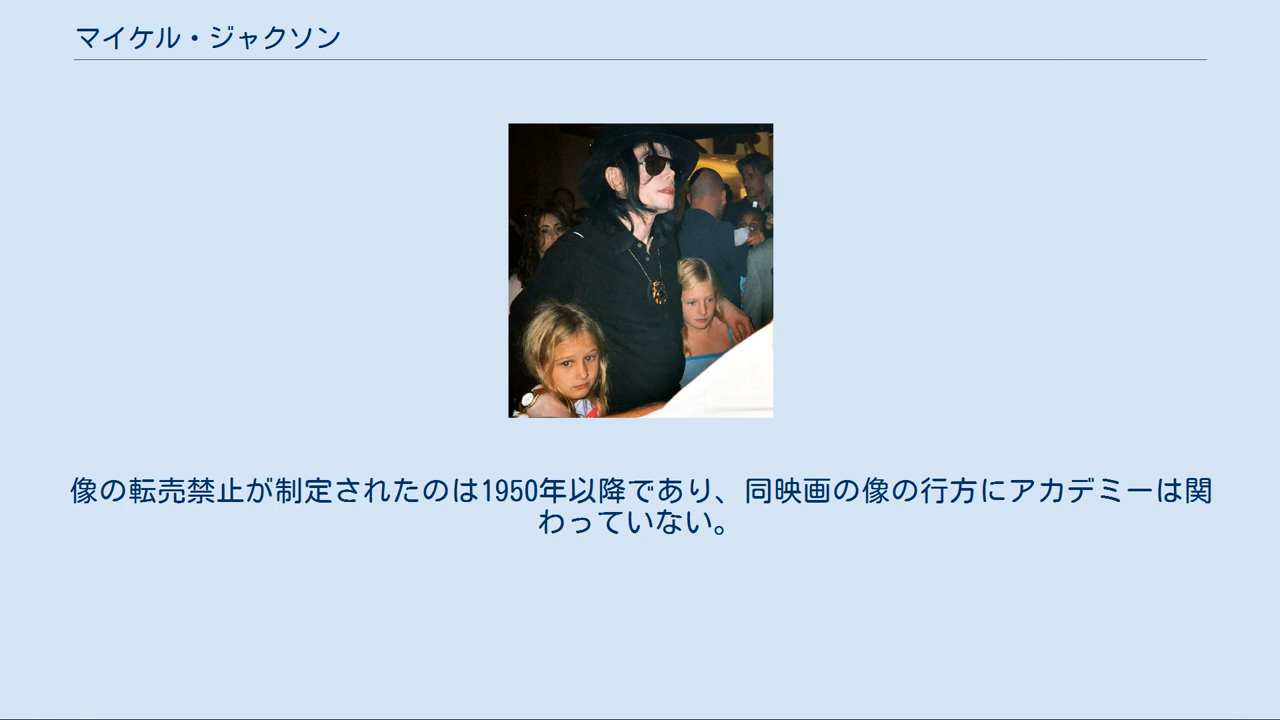 マイケル・ジャクソン
像の転売禁止が制定されたのは1950年以降であり、同映画の像の行方にアカデミーは関
わっていない。